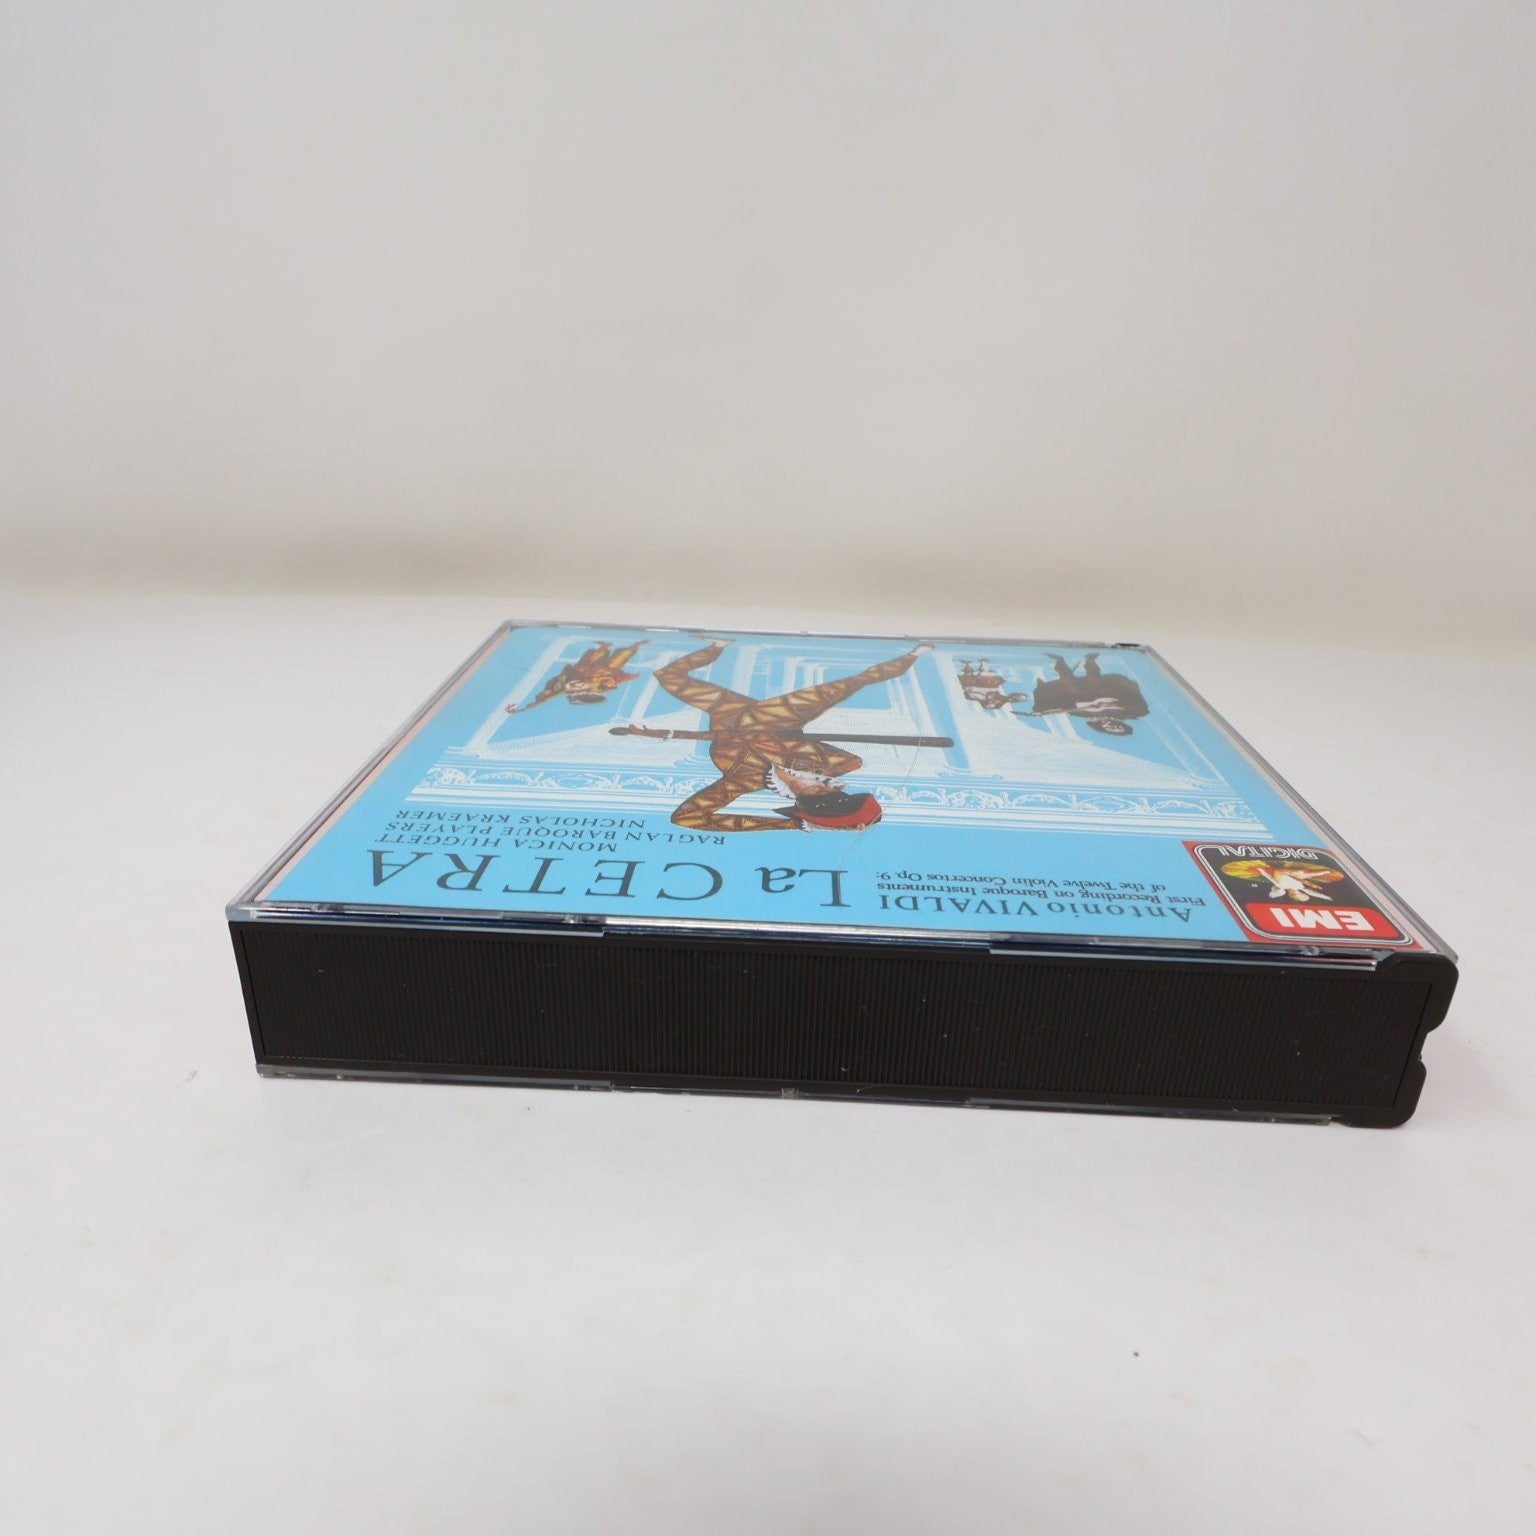 EMI
DIGITAL
Antonio VIVALDI
First Recording on Baroque Instruments
of the Twelve Violin Concertos Op. 9:
La CETRA
MONICA HUGGETT
RAGLAN BAROQUE PLAYERS
NICHOLAS KRAEMER